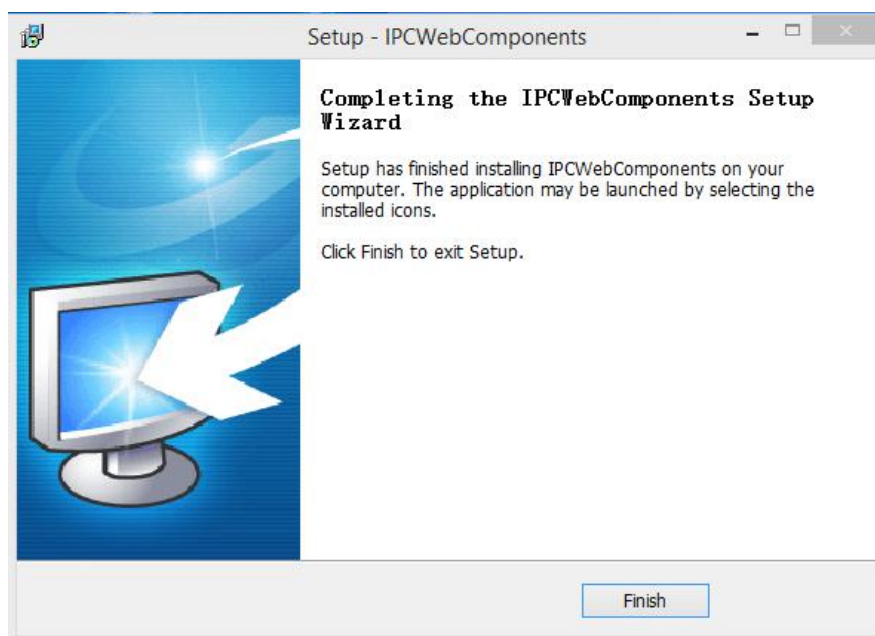 Setup - IPCWebComponents
Completing the IPCWebComponents Setup
Wizard
Setup has finished installing IPCWebComponents on your
computer. The application may be launched by selecting the
installed icons.
Click Finish to exit Setup.
Finish